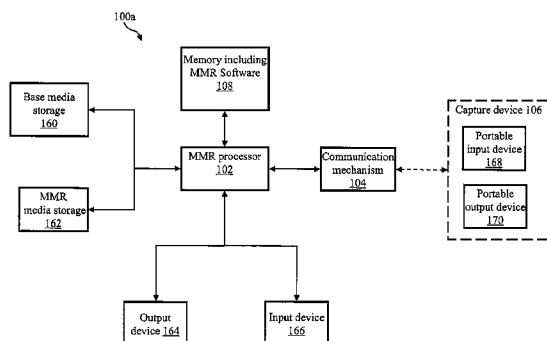 100a
Memory including
MMR Software
108
Base media
storage
160
Capture device 106
MMR processor
102
Communication
mechanism
104
Portable
input device
168
MMR
media storage
162
Portable
output device
170
Output
device 164
Input device
166